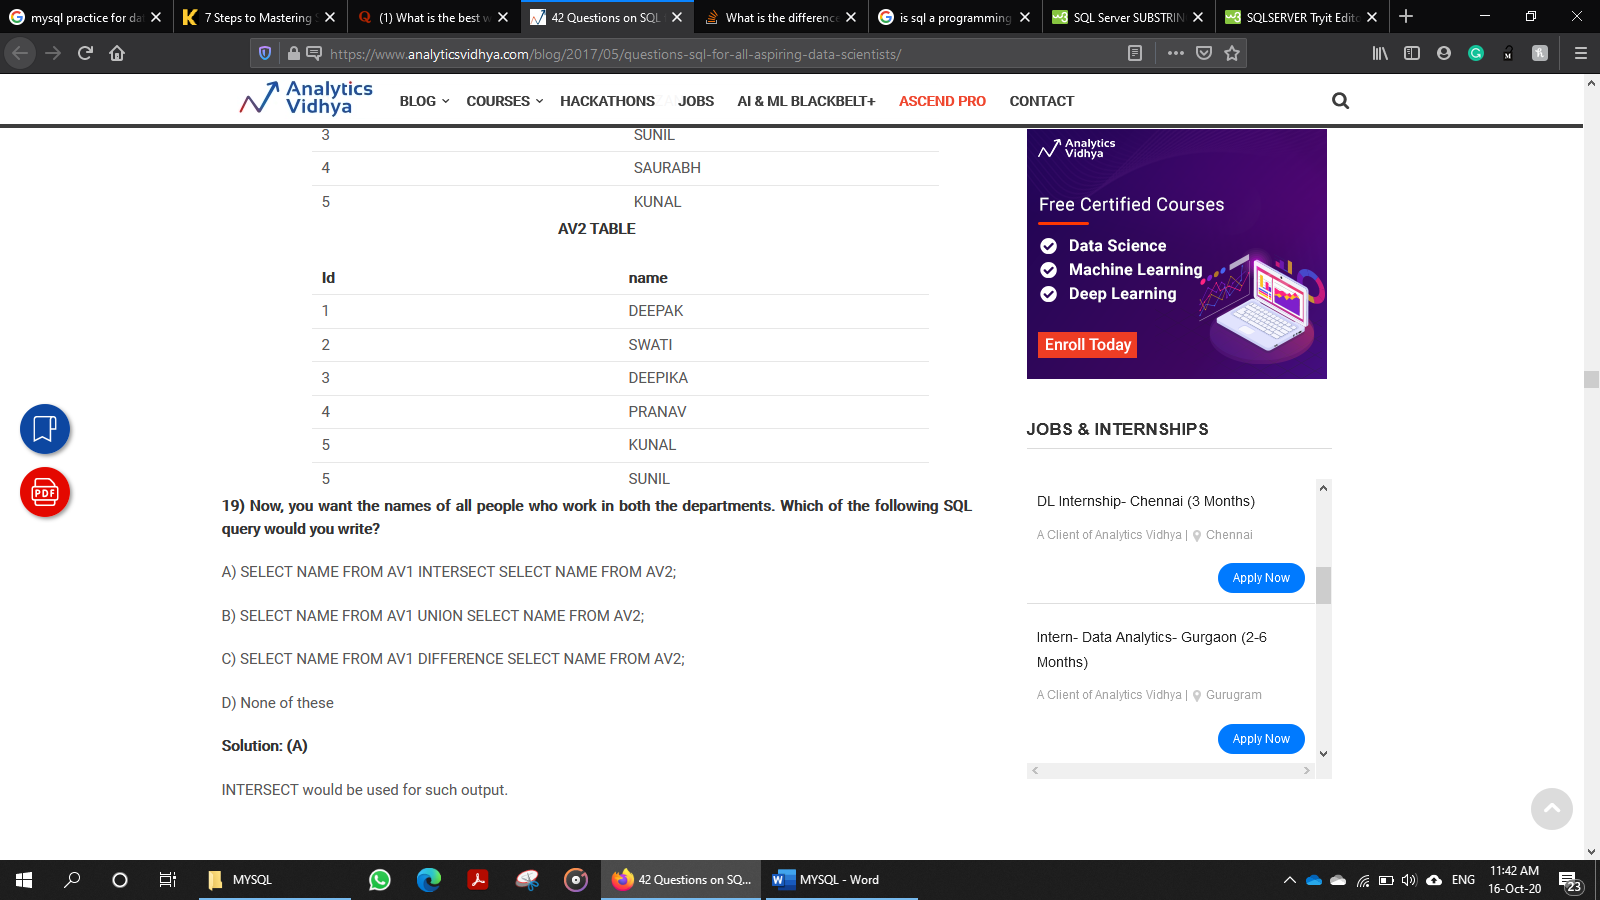 mysql practice for da
7 Steps to Mastering S
(1) What is the best w
42 Questions on SQL
What is the difference
is sql a programming
SQL Server SUBSTRIN
SQLSERVER Tryit Edit
https://www.analyticsvidhya.com/blog/2017/05/questions-sql-for-all-aspiring-data-scientists/
Analytics
Vidhya
BLOG COURSES HACKATHONS JOBS AI & ML BLACKBELT+ ASCEND PRO CONTACT
3 SUNIL
4 SAURABH
5 KUNAL
AV2 TABLE
Id name
1 DEEPAK
2 SWATI
3 DEEPIKA
4 PRANAV
5 KUNAL
5 SUNIL
PDF
19) Now, you want the names of all people who work in both the departments. Which of the following SQL
query would you write?
A) SELECT NAME FROM AV1 INTERSECT SELECT NAME FROM AV2;
B) SELECT NAME FROM AV1 UNION SELECT NAME FROM AV2;
C) SELECT NAME FROM AV1 DIFFERENCE SELECT NAME FROM AV2;
D) None of these
Solution: (A)
INTERSECT would be used for such output.
Analytics
Vidhya
Free Certified Courses
Data Science
Machine Learning
Deep Learning
Enroll Today
JOBS & INTERNSHIPS
DL Internship- Chennai (3 Months)
A Client of Analytics Vidhya | Chennai
Apply Now
Intern- Data Analytics- Gurgaon (2-6
Months)
A Client of Analytics Vidhya | Gurugram
Apply Now
MYSQL
42 Questions on SQ...
MYSQL - Word
ENG
11:42 AM
16-Oct-20
23